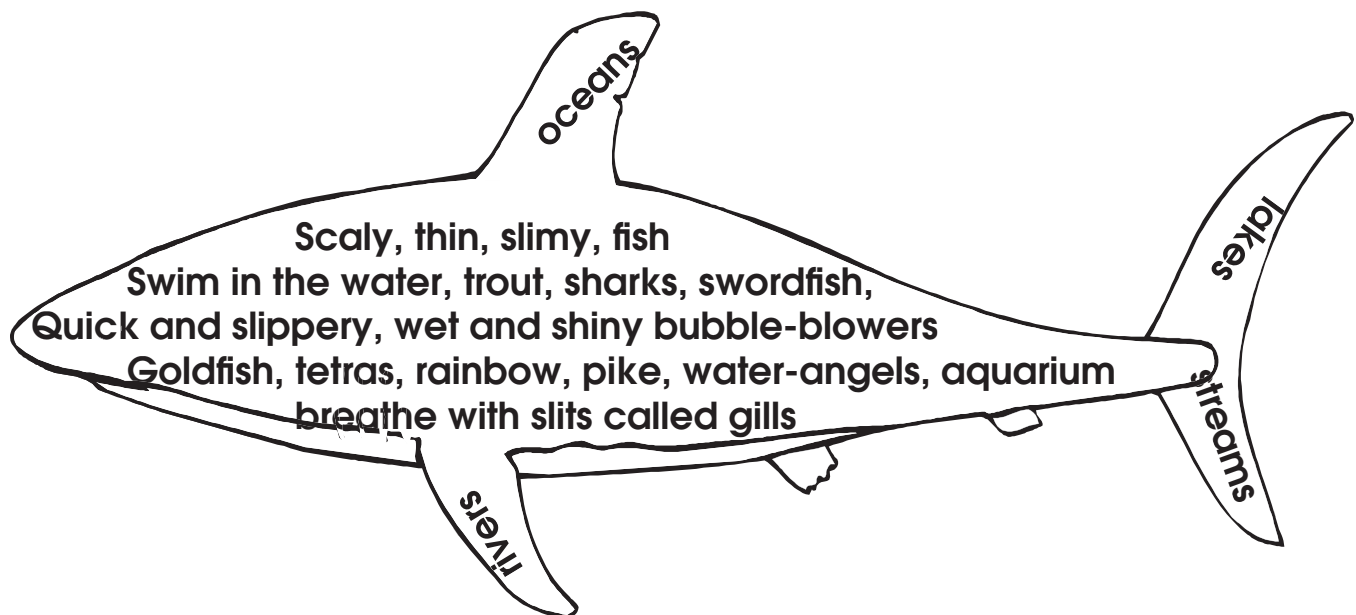 oceans
lakes
Scaly, thin, slimy, fish
Swim in the water, trout, sharks, swordfish,
Quick and slippery, wet and shiny bubble-blowers
Goldfish, tetras, rainbow, pike, water-angels, aquarium
breathe with slits called gills
streams
rivers